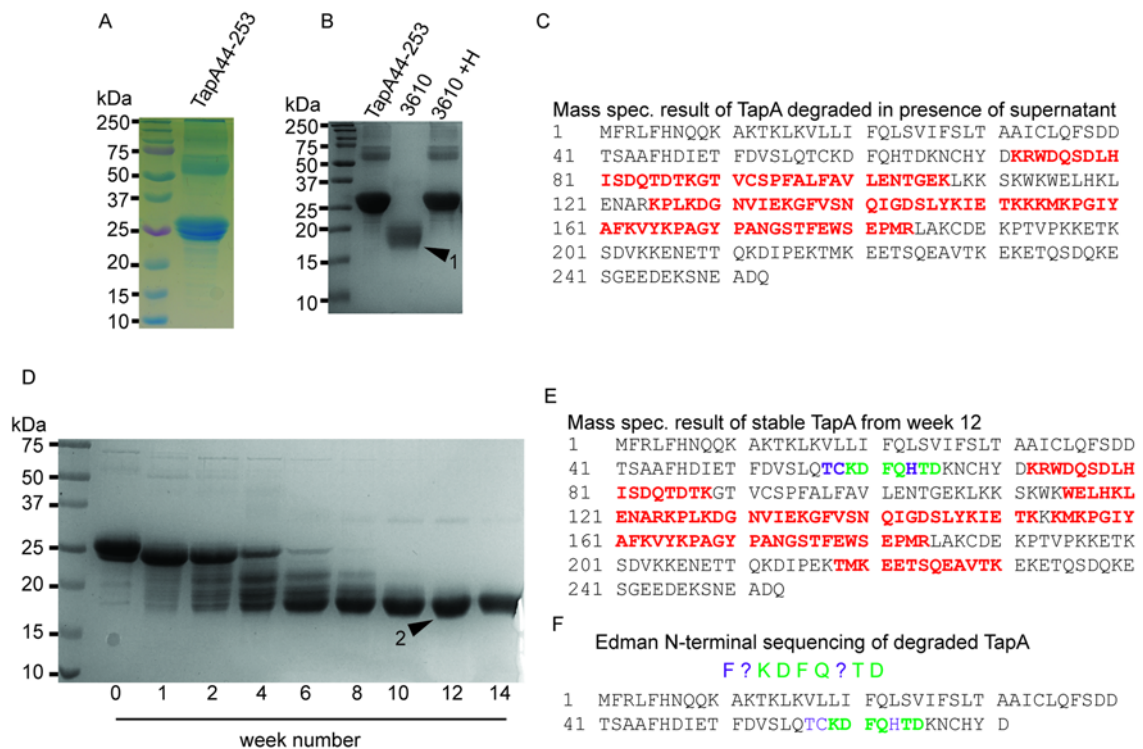 A
TapA44-253
kDa
250
75
50
37
25
20
15
10
B
TapA44-253
3610
3610 +H
kDa
250
75
50
37
25
20
15
10
1
C
Mass spec. result of TapA degraded in presence of supernatant
1 MFRLFHNQQK AKTKLKVLLI FQLSVIFSLT AAICLQFSDD
41 TSAAFHDIET FDVSLQTCKD FQHTDKNCHY DKRWDQSDLH
81 ISDQTDTKGT VCSPFALFAV LENTGEKLKK SKWKWELHKL
121 ENARKPLKDG NVIEKGFVSN QIGDSLYKIE TKKKMKPGIY
161 AFKVYKPAGY PANGSTFEWS EPMRLAKCDE KPTVPKKETK
201 SDVKKENETT QKDIPEKTMK EETSQEAVTK EKETQSDQKE
241 SGEEDEKSNE ADQ
D
kDa
75
50
37
25
20
15
10
2
0 1 2 4 6 8 10 12 14
week number
E
Mass spec. result of stable TapA from week 12
1 MFRLFHNQQK AKTKLKVLLI FQLSVIFSLT AAICLQFSDD
41 TSAAFHDIET FDVSLQTCKD FQHTDKNCHY DKRWDQSDLH
81 ISDQTDTKGT VCSPFALFAV LENTGEKLKK SKWKWELHKL
121 ENARKPLKDG NVIEKGFVSN QIGDSLYKIE TKKKMKPGIY
161 AFKVYKPAGY PANGSTFEWS EPMRLAKCDE KPTVPKKETK
201 SDVKKENETT QKDIPEKTMK EETSQEAVTK EKETQSDQKE
241 SGEEDEKSNE ADQ
F
Edman N-terminal sequencing of degraded TapA
F ? K D F Q ? T D
1 MFRLFHNQQK AKTKLKVLLI FQLSVIFSLT AAICLQFSDD
41 TSAAFHDIET FDVSLQTCKD FQHTDKNCHY D